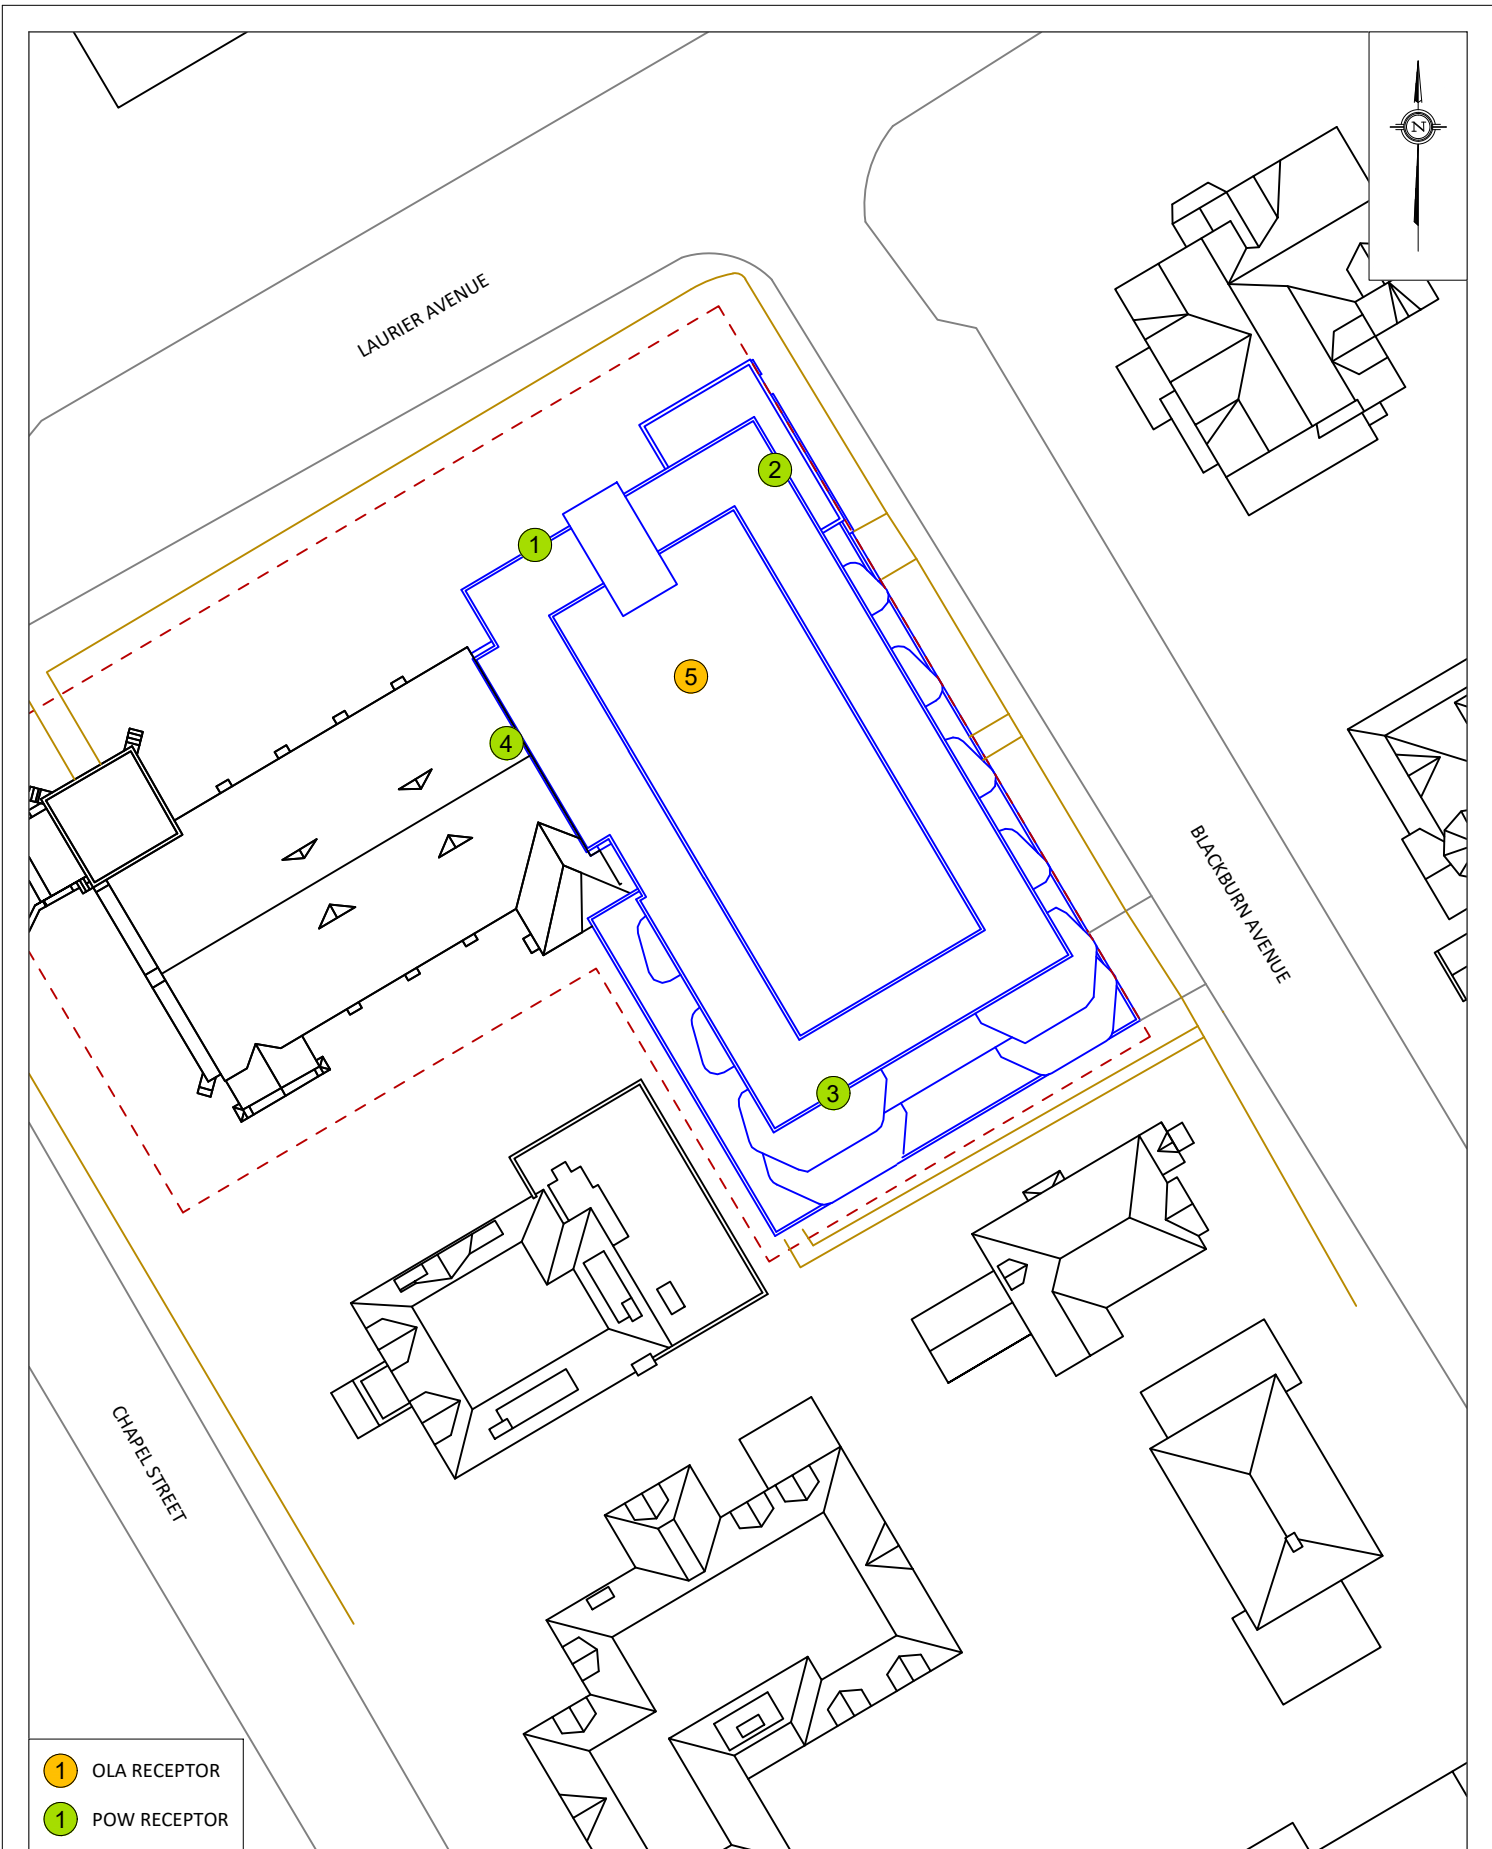 N
LAURIER AVENUE
2
1
5
4
BLACKBURN AVENUE
3
CHAPEL STREET
1 OLA RECEPTOR
1 POW RECEPTOR